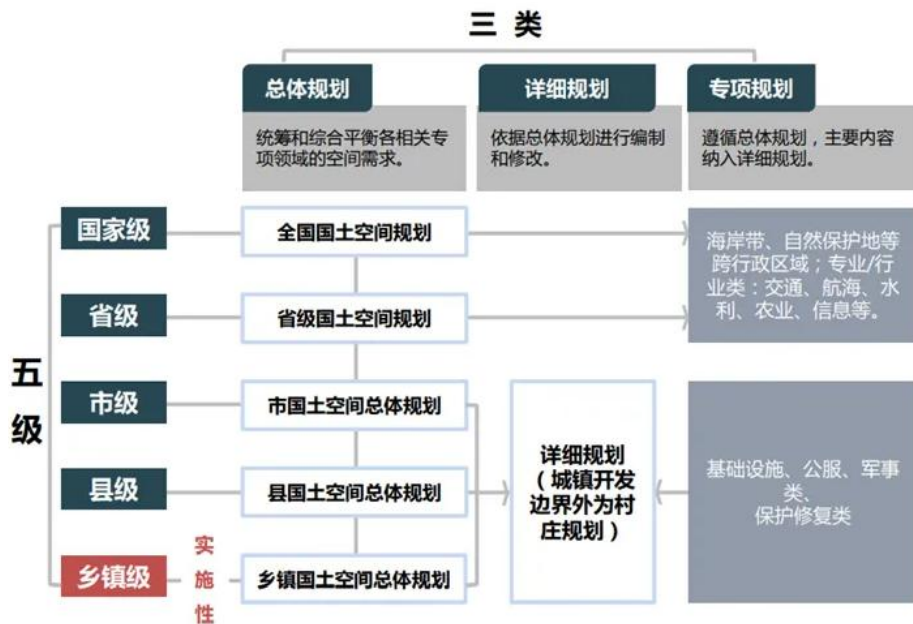 三 类
总体规划
详细规划
专项规划
统筹和综合平衡各相关专
项领域的空间需求。
依据总体规划进行编制
和修改。
遵循总体规划，主要内容
纳入详细规划。
五
级
国家级
全国国土空间规划
海岸带、自然保护地等
跨行政区域；专业/行
业类：交通、航海、水
利、农业、信息等。
省级
省级国土空间规划
市级
市国土空间总体规划
县级
县国土空间总体规划
乡镇级
实
施
性
乡镇国土空间总体规划
详细规划
（城镇开发
边界外为村
庄规划）
基础设施、公服、军事
类、
保护修复类